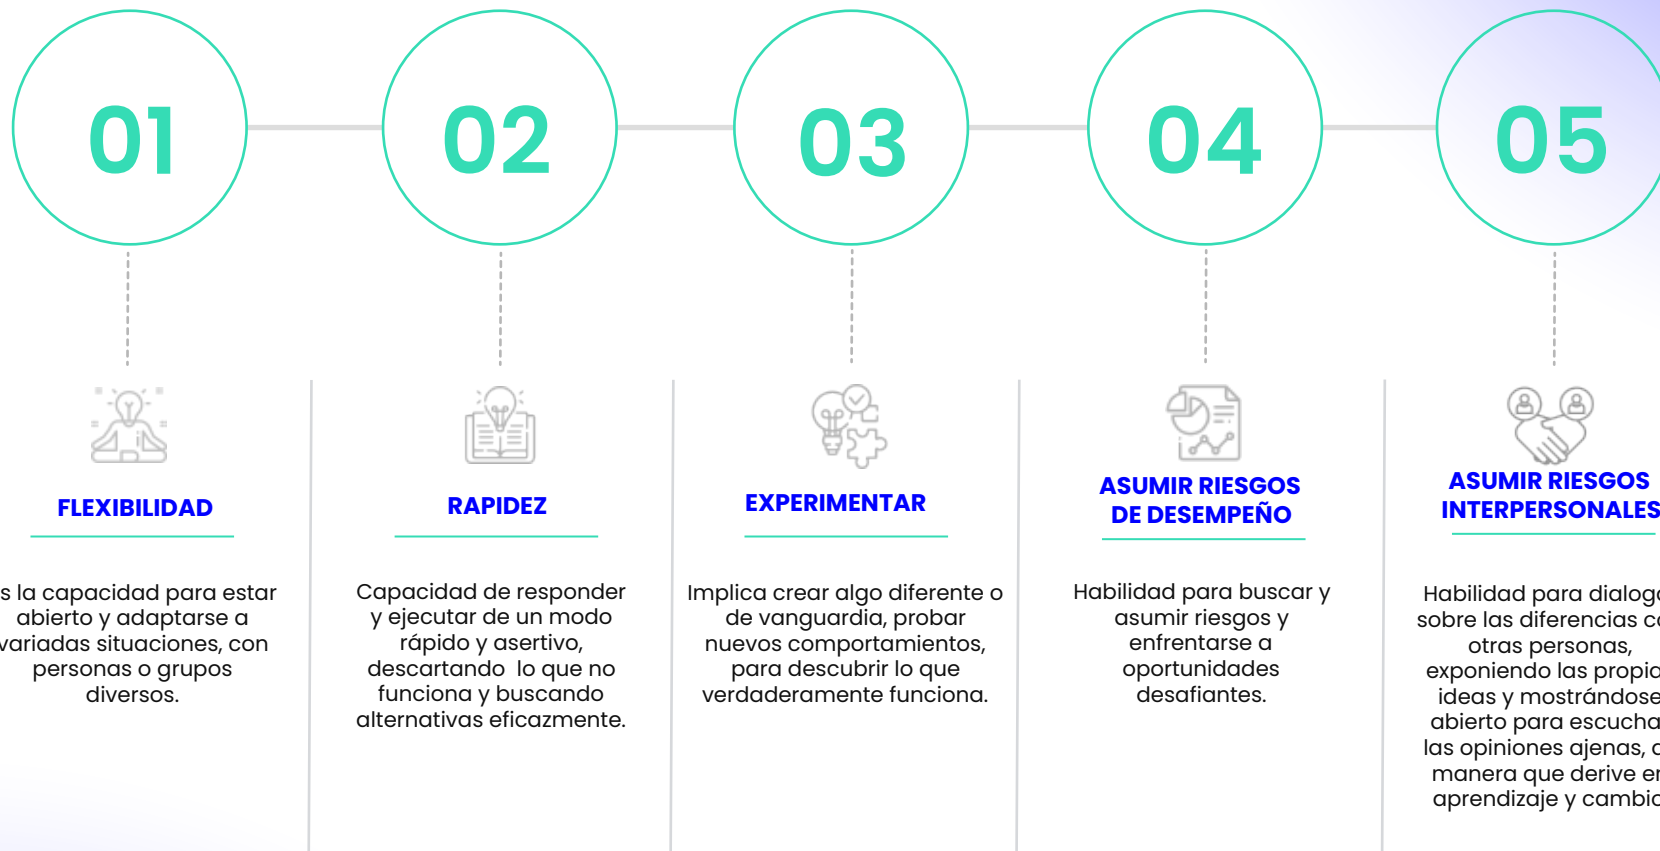 01
02
03
04
05
FLEXIBILIDAD
s la capacidad para estar
abierto y adaptarse a
variadas situaciones, con
personas o grupos
diversos.
RAPIDEZ
Capacidad de responder
y ejecutar de un modo
rápido y asertivo,
descartando lo que no
funciona y buscando
alternativas eficazmente.
EXPERIMENTAR
Implica crear algo diferente o
de vanguardia, probar
nuevos comportamientos,
para descubrir lo que
verdaderamente funciona.
ASUMIR RIESGOS
DE DESEMPEÑO
Habilidad para buscar y
asumir riesgos y
enfrentarse a
oportunidades
desafiantes.
ASUMIR RIESGOS
INTERPERSONALES
Habilidad para dialog
sobre las diferencias c
otras personas,
exponiendo las propia
ideas y mostrándose
abierto para escucha
las opiniones ajenas,
manera que derive e
aprendizaje y cambio